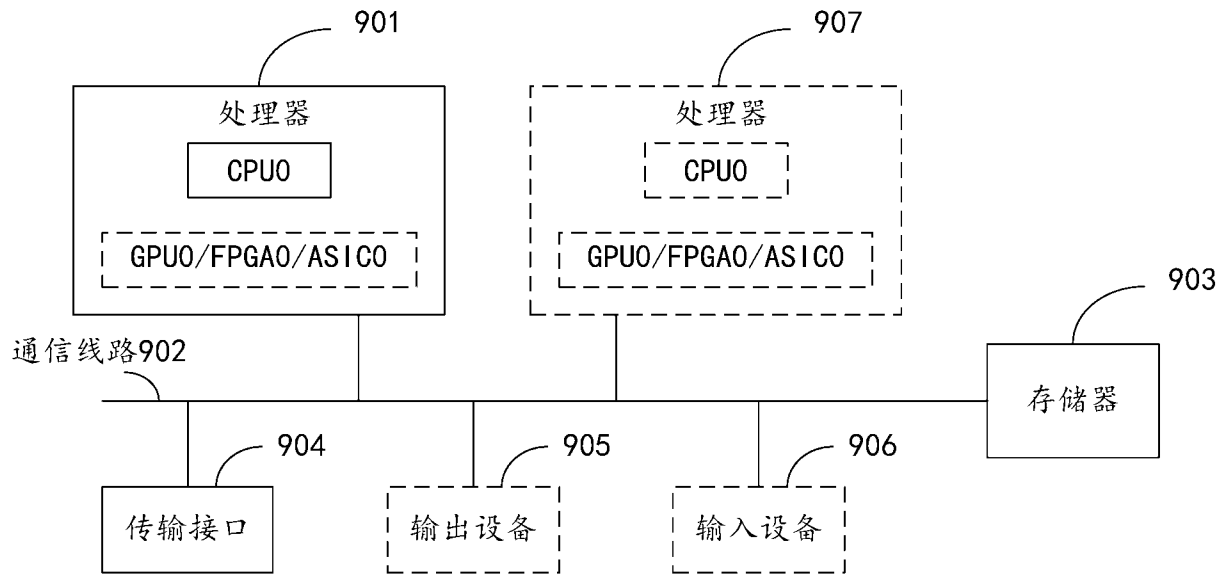 901
907
处理器
处理器
CPU0
CPU0
GPU0/FPGA0/ASIC0
GPU0/FPGA0/ASIC0
903
通信线路902
存储器
904
905
906
传输接口
输出设备
输入设备